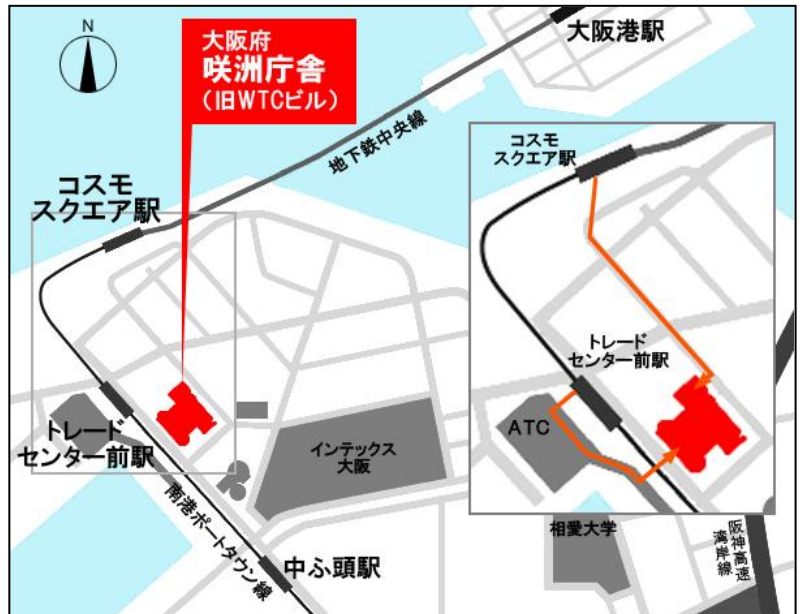 N
大阪府
咲洲庁舎
（旧WTCビル）
大阪港駅
地下鉄中央線
コスモ
スクエア駅
コスモ
スクエア駅
トレード
センター前駅
ATC
トレード
センター前駅
インテックス
大阪
南港ポートタウン線
中ふ頭駅
相愛大学
阪神高速
湾岸線